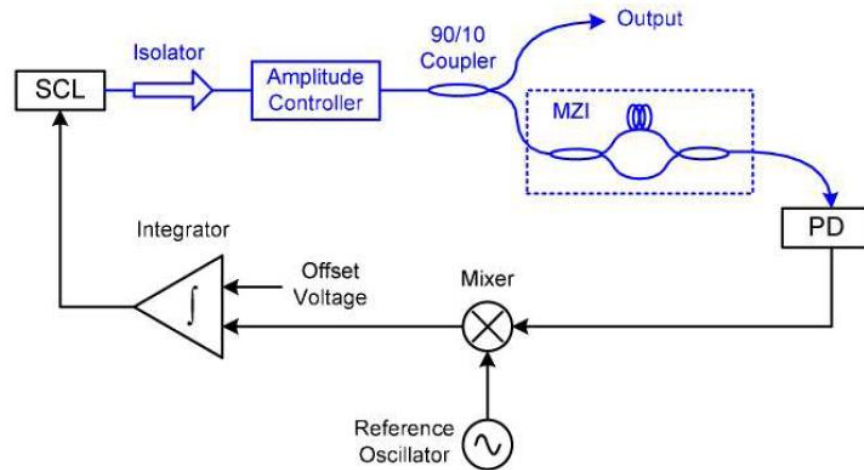 Output
90/10
Coupler
Isolator
SCL
Amplitude
Controller
MZI
PD
Integrator
∫
Offset
Voltage
Mixer
Reference
Oscillator